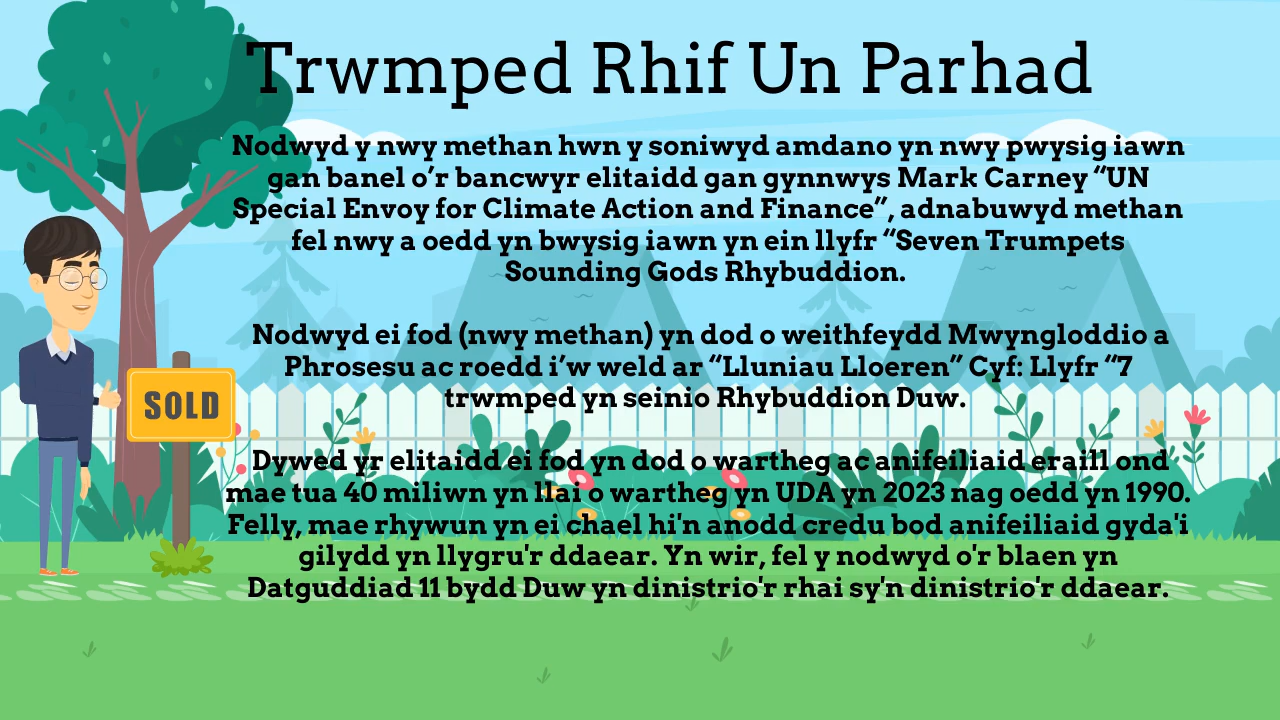 Trwmped Rhif Un Parhad
Nodwyd y nwy methan hwn y soniwyd amdano yn nwy pwysig iawn
gan banel o’r bancwyr elitaidd gan gynnwys Mark Carney “UN
Special Envoy for Climate Action and Finance”, adnabuwyd methan
fel nwy a oedd yn bwysig iawn yn ein llyfr “Seven Trumpets
Sounding Gods Rhybuddion.
Nodwyd ei fod (nwy methan) yn dod o weithfeydd Mwyngloddio a
Phrosesu ac roedd i’w weld ar “Lluniau Lloeren” Cyf: Llyfr “7
trwmped yn seinio Rhybuddion Duw.
SOLD
Dywed yr elitaidd ei fod yn dod o wartheg ac anifeiliaid eraill ond
mae tua 40 miliwn yn llai o wartheg yn UDA yn 2023 nag oedd yn 1990.
Felly, mae rhywun yn ei chael hi'n anodd credu bod anifeiliaid gyda'i
gilydd yn llygru'r ddaear. Yn wir, fel y nodwyd o'r blaen yn
Datguddiad 11 bydd Duw yn dinistrio'r rhai sy'n dinistrio'r ddaear.